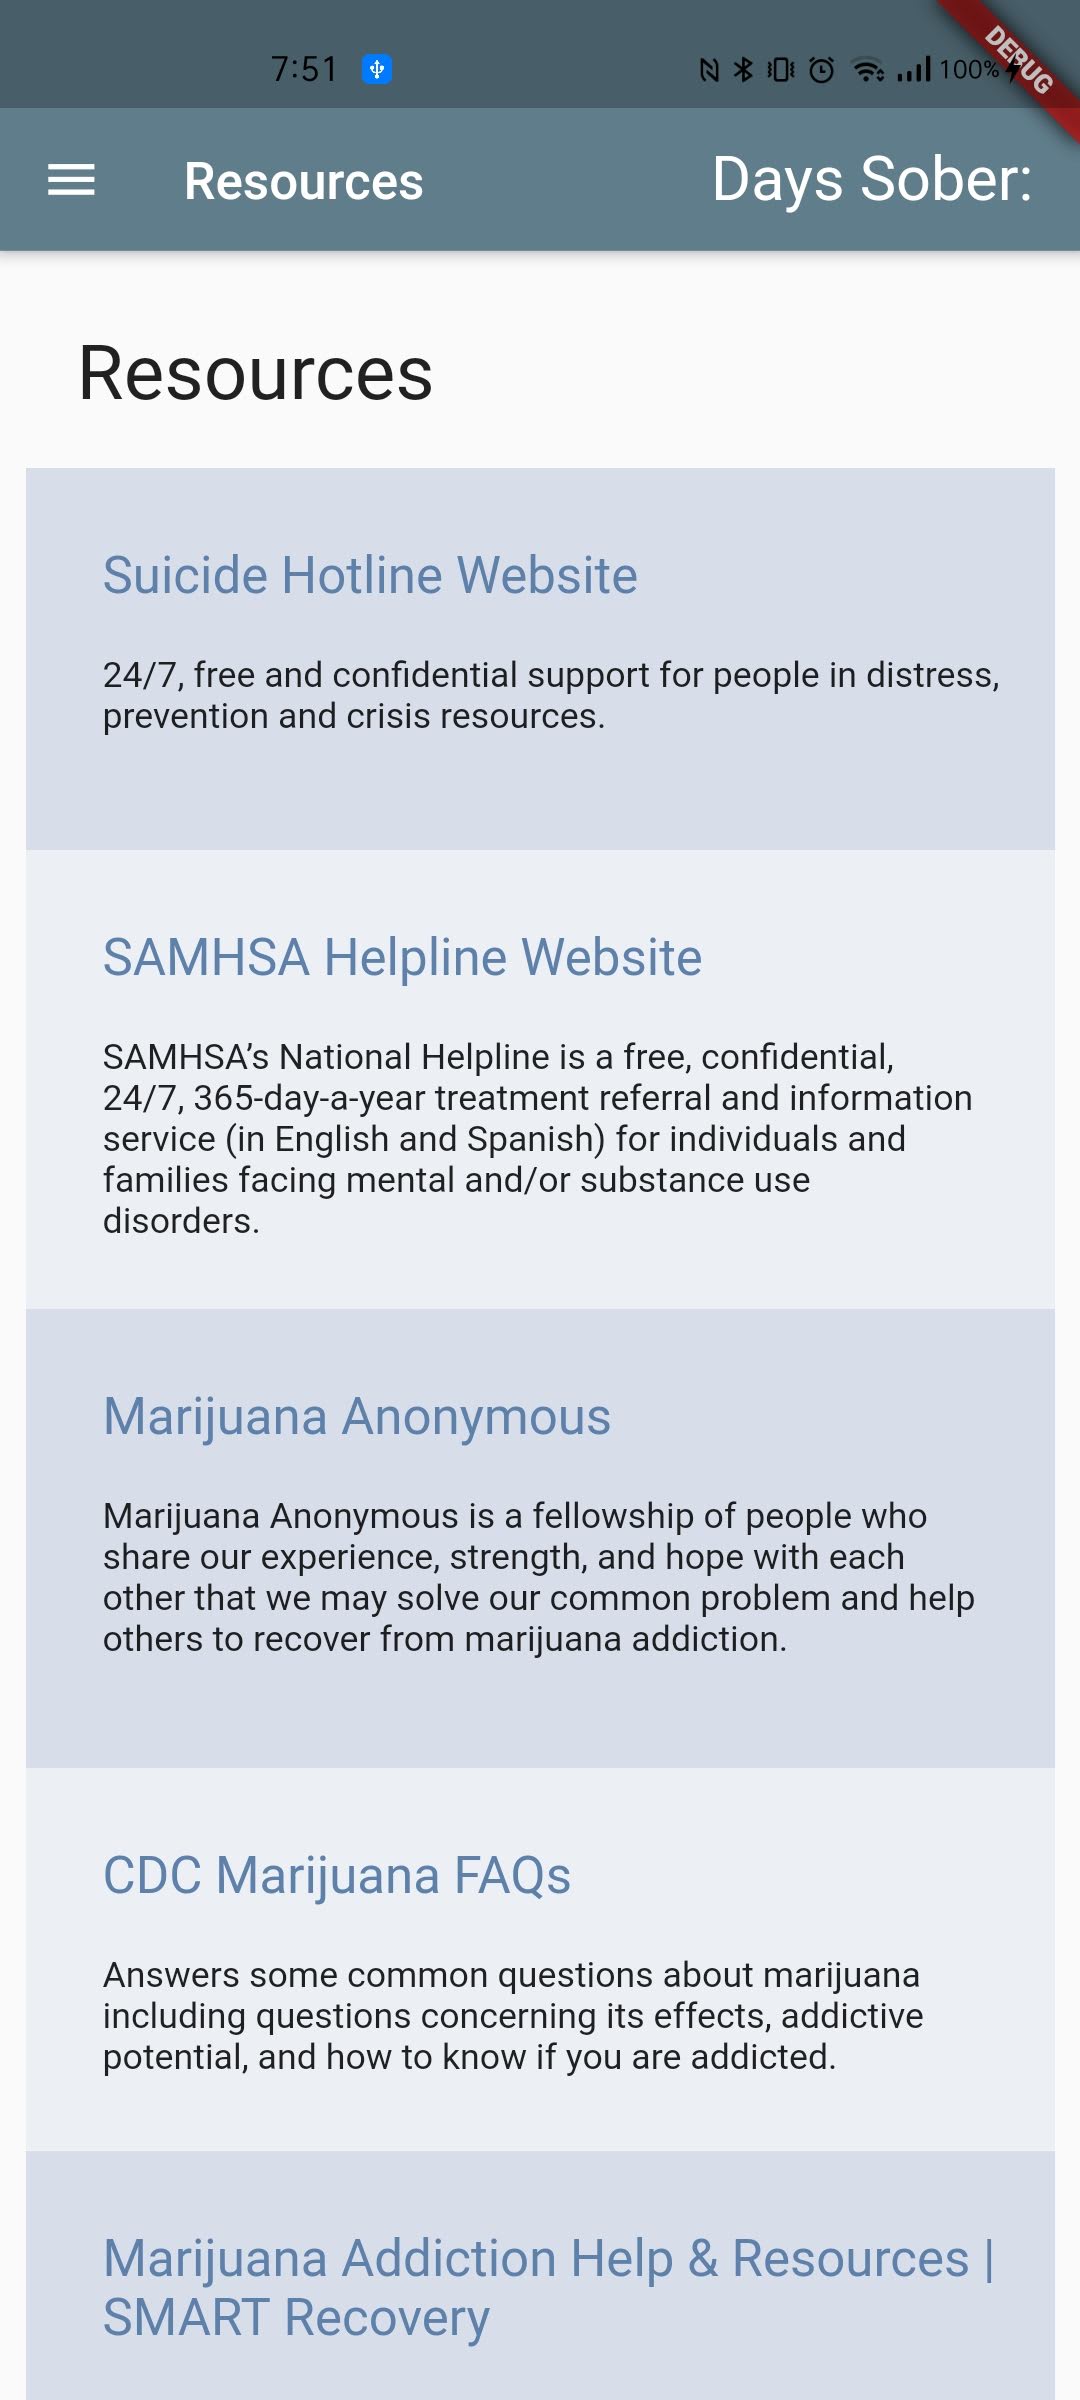 7:51
100%
DEBUG
Resources
Days Sober:
Resources
Suicide Hotline Website
24/7, free and confidential support for people in distress,
prevention and crisis resources.
SAMHSA Helpline Website
SAMHSA’s National Helpline is a free, confidential,
24/7, 365-day-a-year treatment referral and information
service (in English and Spanish) for individuals and
families facing mental and/or substance use
disorders.
Marijuana Anonymous
Marijuana Anonymous is a fellowship of people who
share our experience, strength, and hope with each
other that we may solve our common problem and help
others to recover from marijuana addiction.
CDC Marijuana FAQs
Answers some common questions about marijuana
including questions concerning its effects, addictive
potential, and how to know if you are addicted.
Marijuana Addiction Help & Resources |
SMART Recovery